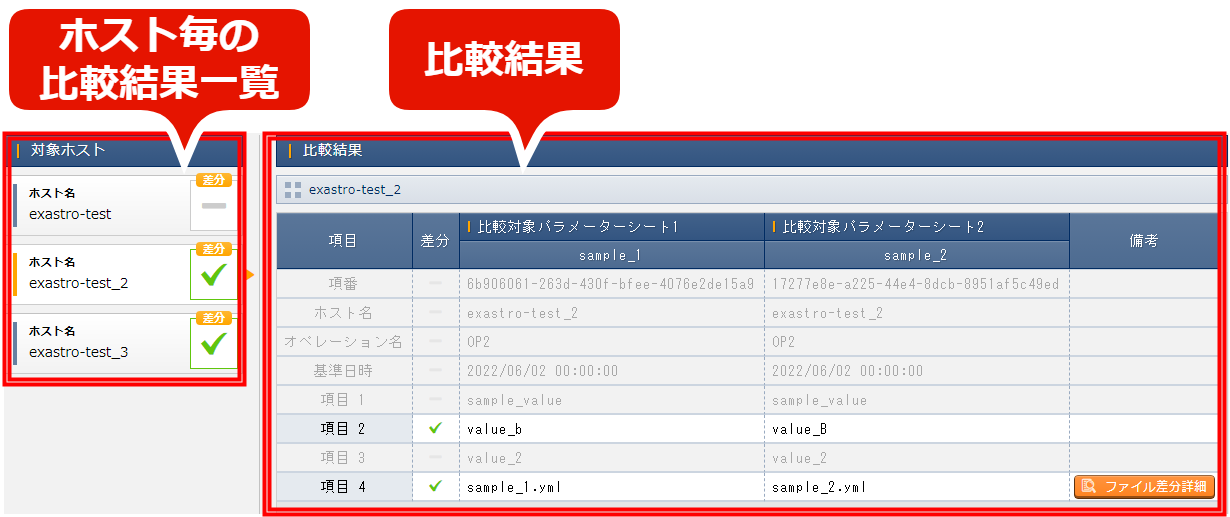 ホスト毎の
比較結果一覧
比較結果
対象ホスト
ホスト名
exastro-test
差分
ホスト名
exastro-test_2
差分
ホスト名
exastro-test_3
差分
比較結果
exastro-test_2
項目 差分 比較対象パラメーターシート1 比較対象パラメーターシート2 備考
sample_1 sample_2
項番 6b906061-263d-430f-bfee-4076e2de15a9 17277e8e-a225-44e4-8dcb-8951af5c49ed
ホスト名 exastro-test_2 exastro-test_2
オペレーション名 OP2 OP2
基準日時 2022/06/02 00:00:00 2022/06/02 00:00:00
項目 1 sample_value sample_value
項目 2 value_b value_B
項目 3 value_2 value_2
項目 4 sample_1.yml sample_2.yml ファイル差分詳細